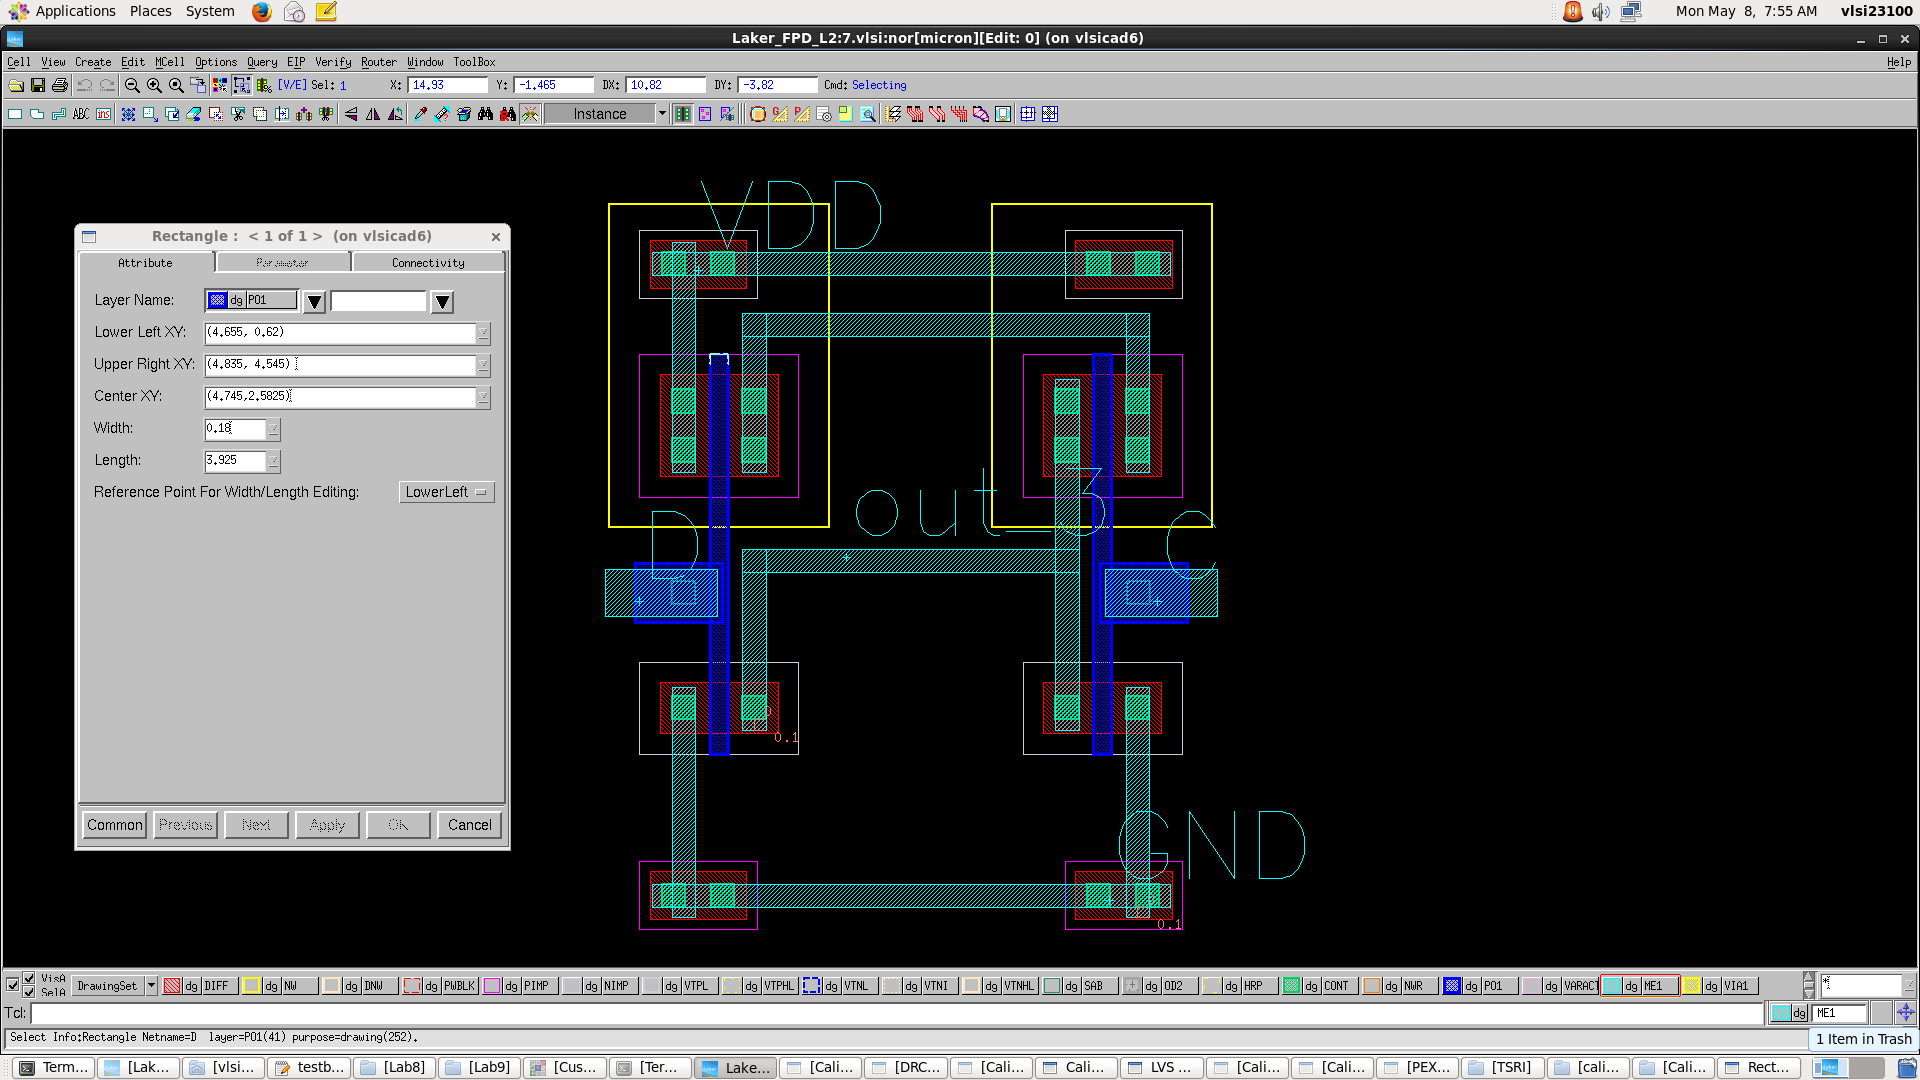 Applications Places System
Mon May 8, 7:55 AM vlsi23100
Laker_FPD_L2:7.vlsi:nor[micron][Edit: 0] (on vlsicad6)
Cell View Create Edit MCell Options Query EIP Verify Router Window ToolBox Help
[V/E] Sel: 1 X: 14.93 Y: -1.465 DX: 10.82 DY: -3.82 Cmd: Selecting
ABC Instance
VDD
Rectangle : < 1 of 1 > (on vlsicad6)
Attribute Parameter Connectivity
Layer Name: dg PO1
Lower Left XY: (4.655, 0.62)
Upper Right XY: (4.835, 4.545)
Center XY: (4.745,2.5825)
Width: 0.18
Length: 3.925
Reference Point For Width/Length Editing: LowerLeft
out_3
D C
0.1
Common Previous Next Apply OK Cancel
GND
0.1
VisA
SelA
DrawingSet dg DIFF dg NW dg DNW dg PWBLK dg PIMP dg NIMP dg VTPL dg VTPHL dg VTNL dg VTNI dg VTNHL dg SAB dg OD2 dg HRP dg CONT dg NWR dg PO1 dg VARACT dg ME1 dg VIA1 *
Tcl: dg ME1
Select Info:Rectangle Netname=D layer=PO1(41) purpose=drawing(252).
1 Item in Trash
Term... [Lak... [vlsi... testb... [Lab8] [Lab9] [Cus... [Ter... Lake... [Cali... [DRC... [Cali... Cali... LVS ... [Cali... [Cali... [PEX... [TSRI] [cali... [Cali... Rect...